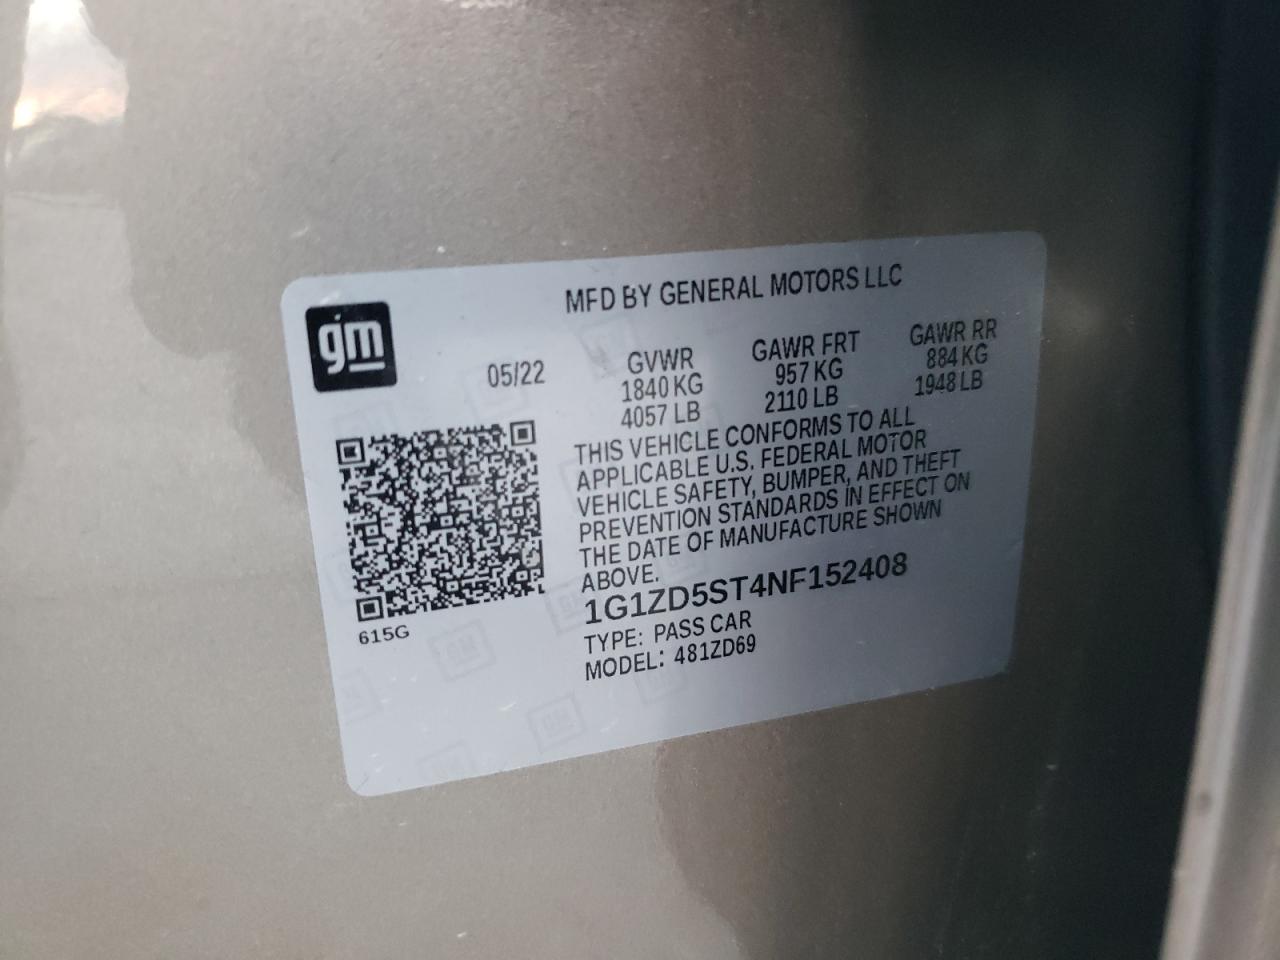 gm
MFD BY GENERAL MOTORS LLC
05/22
GVWR
1840 KG
4057 LB
GAWR FRT
957 KG
2110 LB
GAWR RR
884 KG
1948 LB
THIS VEHICLE CONFORMS TO ALL
APPLICABLE U.S. FEDERAL MOTOR
VEHICLE SAFETY, BUMPER, AND THEFT
PREVENTION STANDARDS IN EFFECT ON
THE DATE OF MANUFACTURE SHOWN
ABOVE.
1G1ZD5ST4NF152408
TYPE: PASS CAR
MODEL: 481ZD69
615G